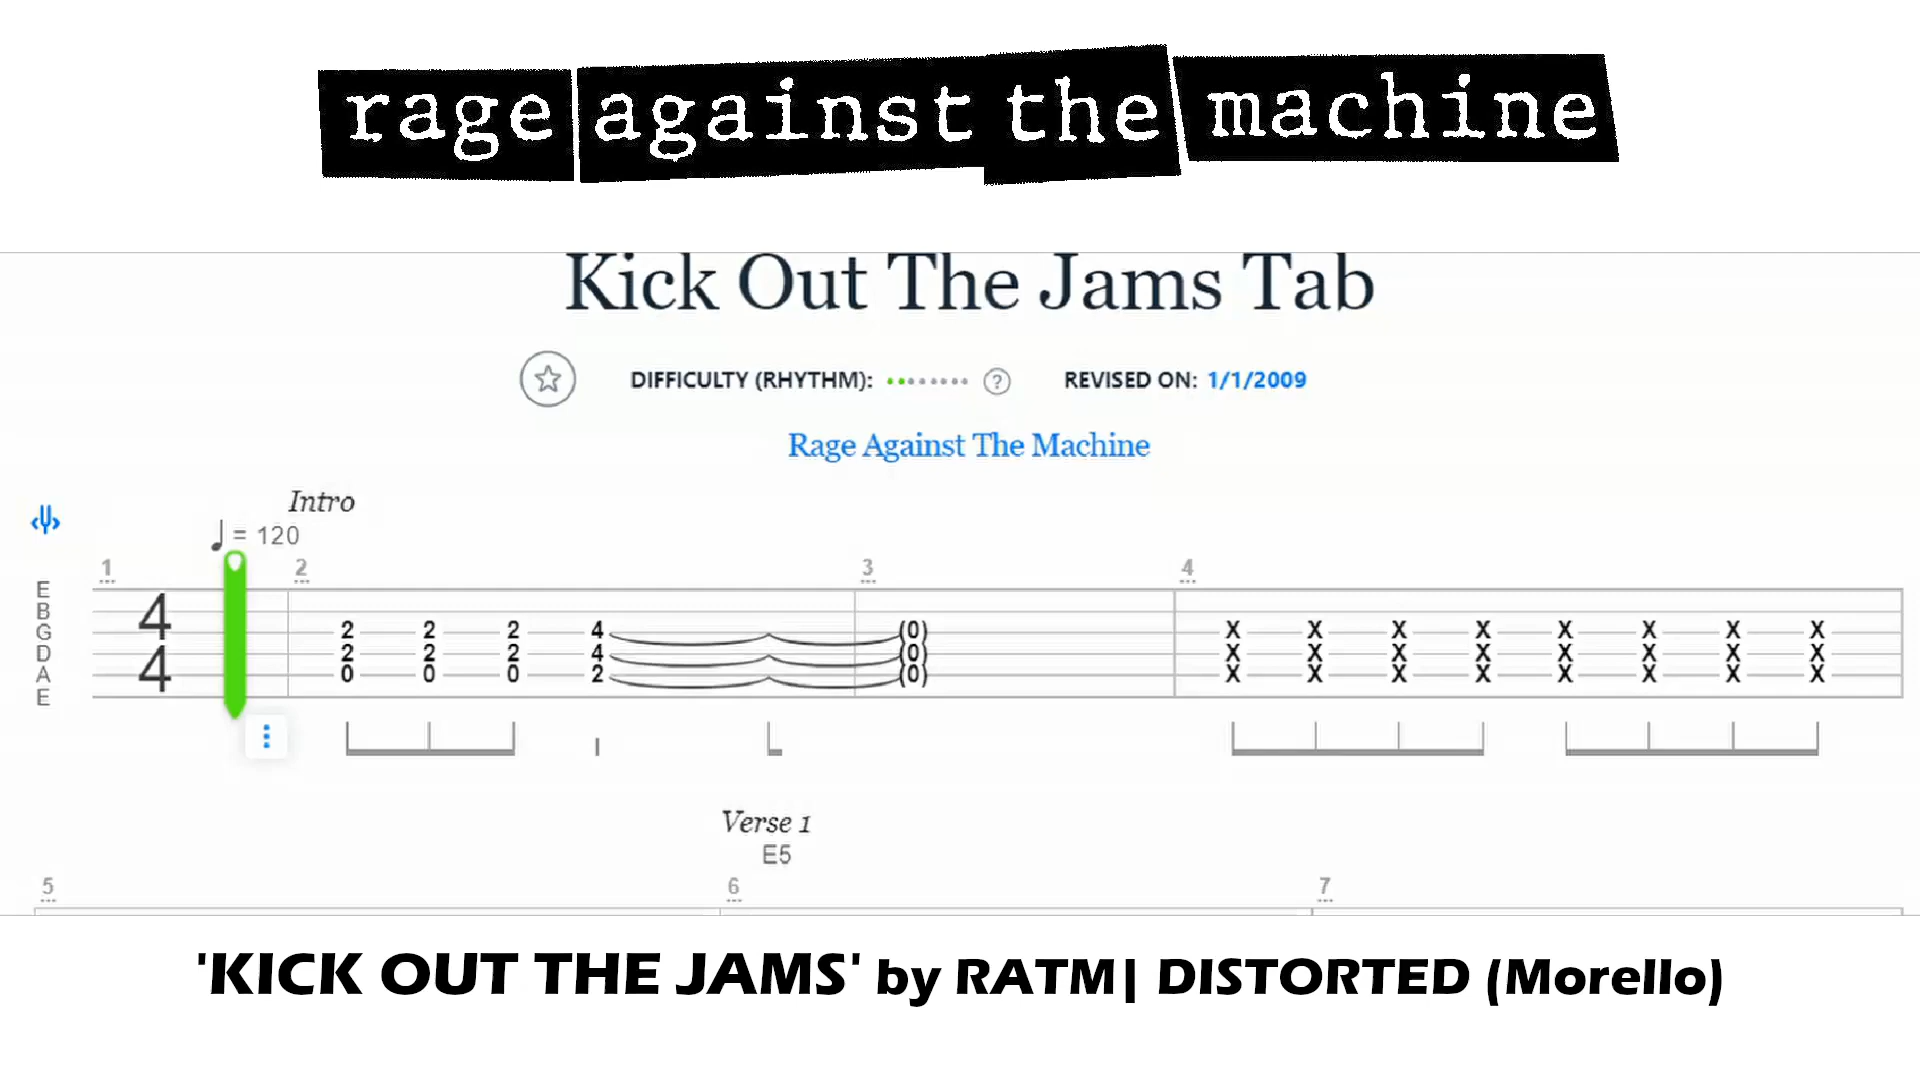 rage against the machine
Kick Out The Jams Tab
DIFFICULTY (RHYTHM): ? REVISED ON: 1/1/2009
Rage Against The Machine
Intro
= 120
1 2 3 4
E
B
G
D
A
E
4
4
2 2 2 4 (0) X X X X X X X X
2 2 2 4 (0) X X X X X X X X
0 0 0 2 (0) X X X X X X X X
Verse 1
E5
5 6 7
'KICK OUT THE JAMS' by RATM| DISTORTED (Morello)